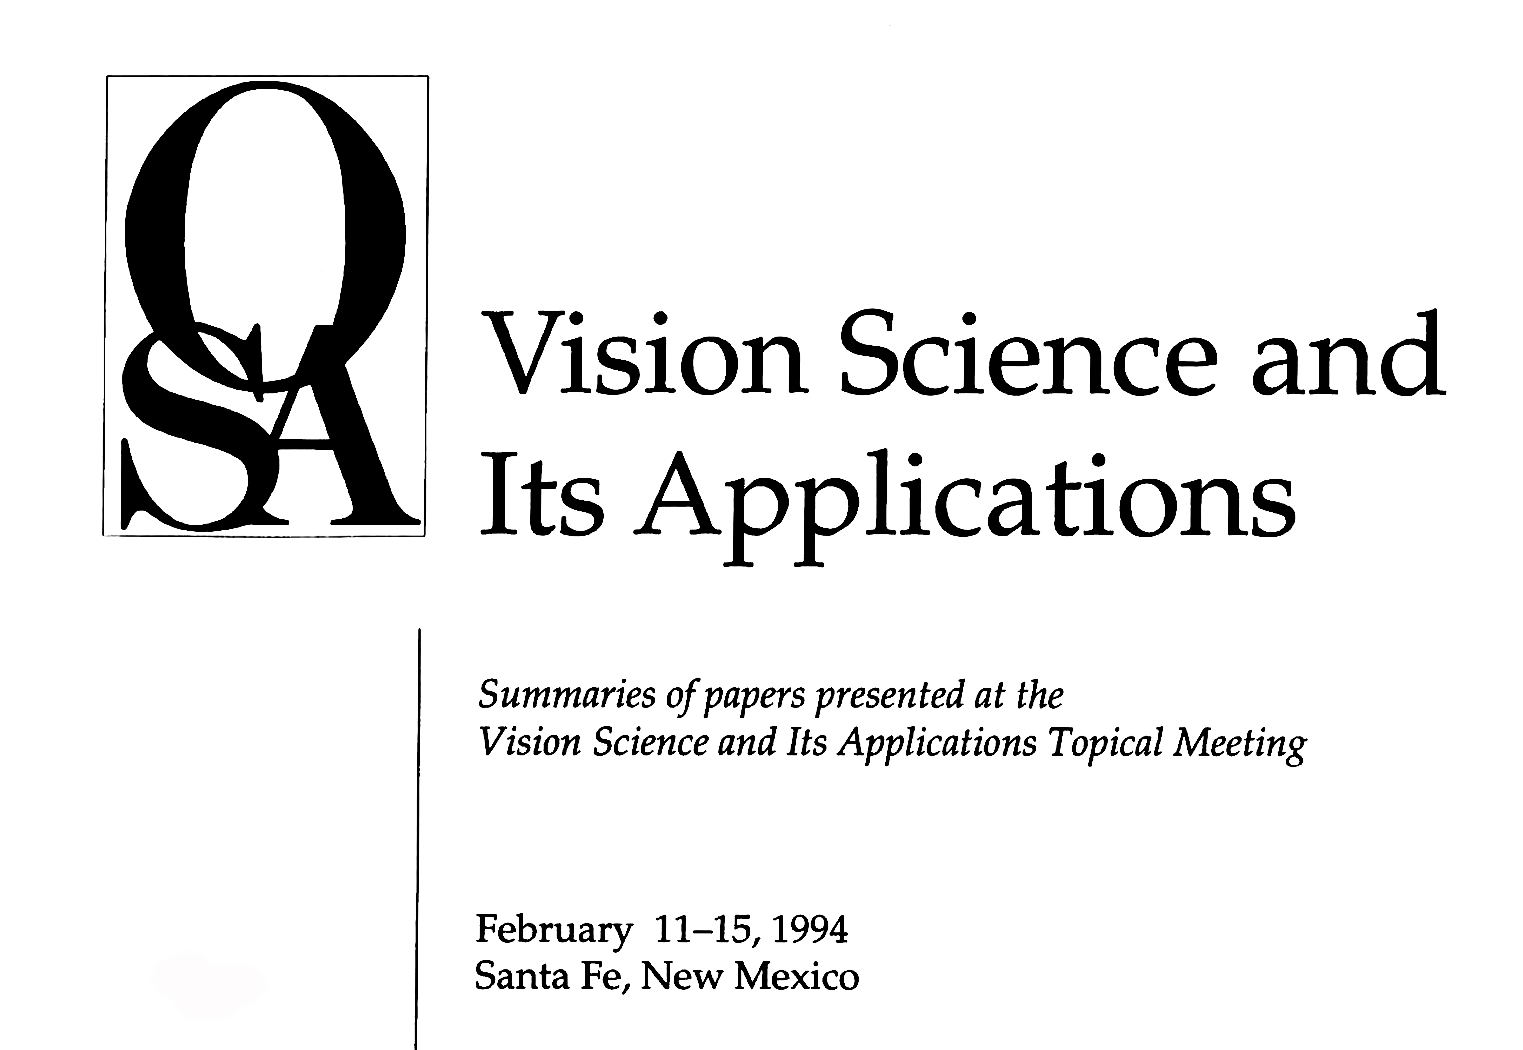 OSA
Vision Science and
Its Applications
Summaries of papers presented at the
Vision Science and Its Applications Topical Meeting
February 11–15, 1994
Santa Fe, New Mexico